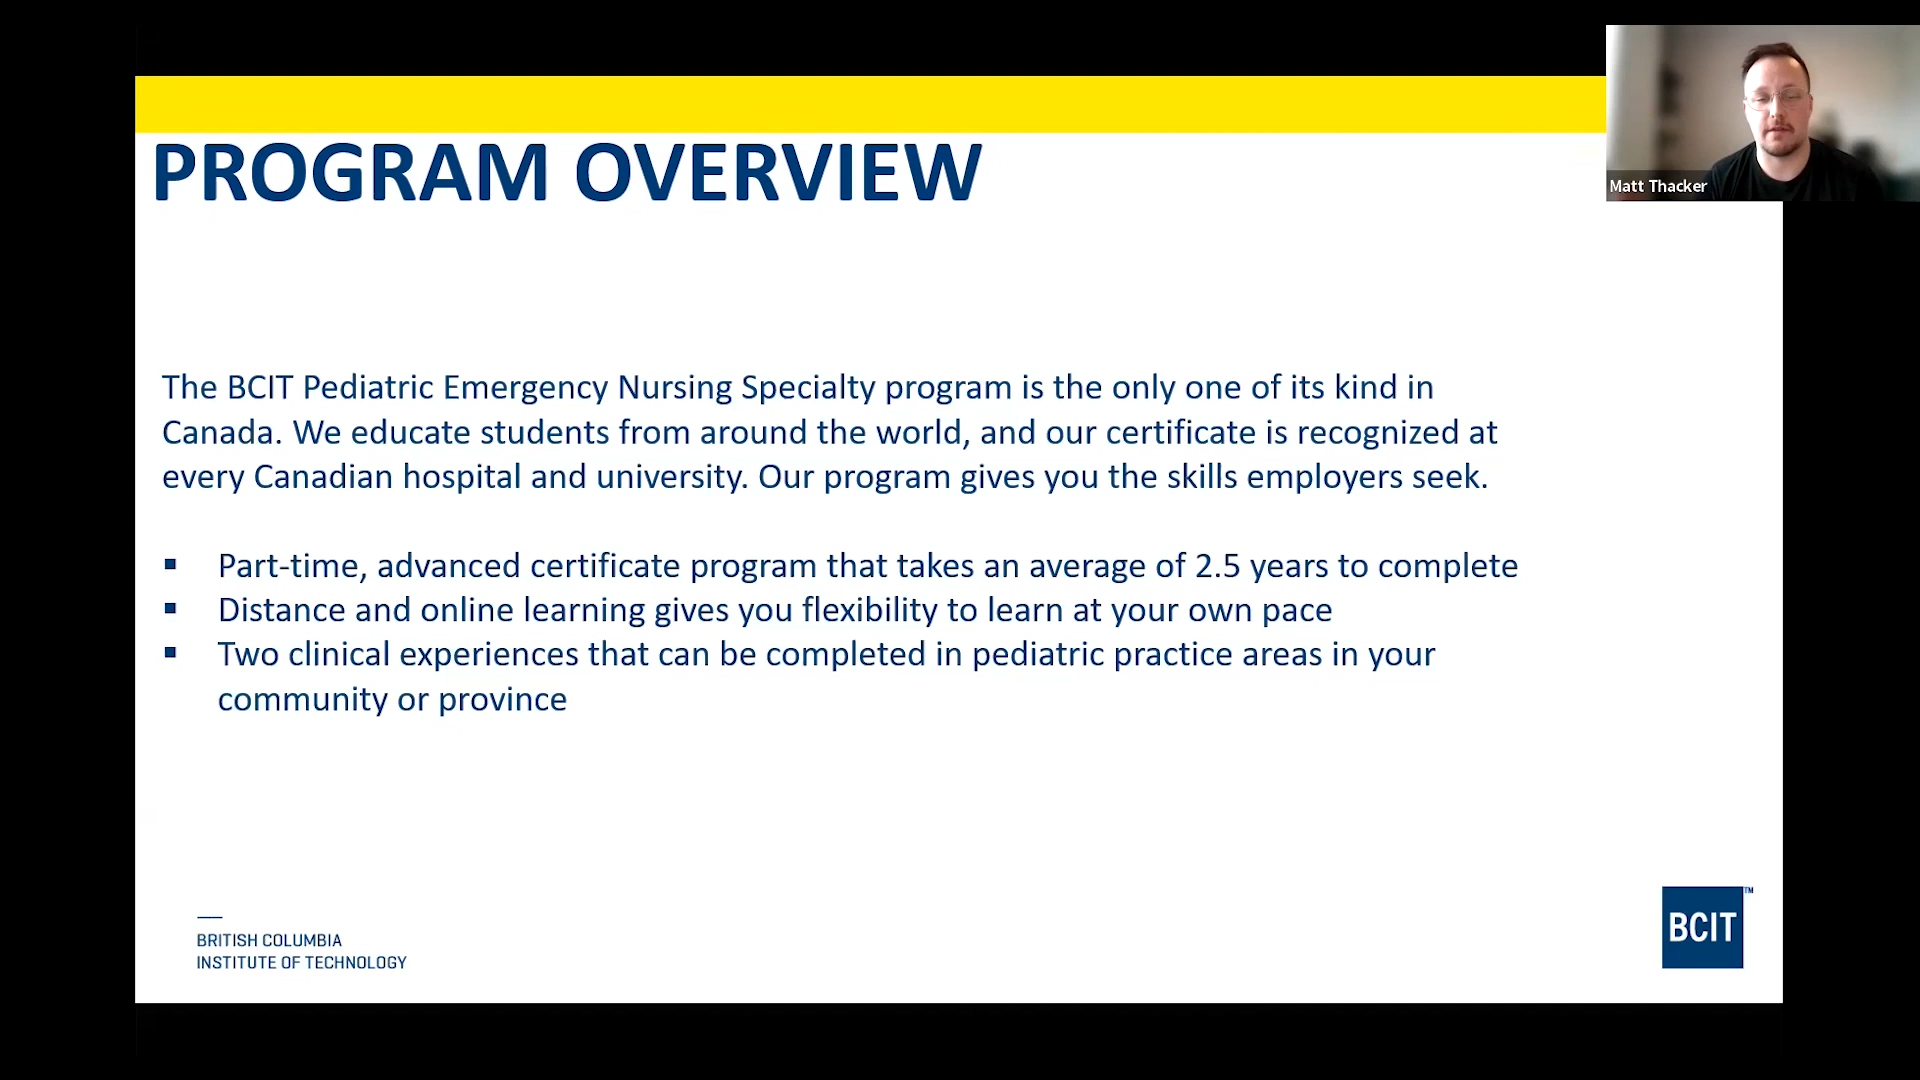 Matt Thacker
PROGRAM OVERVIEW
The BCIT Pediatric Emergency Nursing Specialty program is the only one of its kind in
Canada. We educate students from around the world, and our certificate is recognized at
every Canadian hospital and university. Our program gives you the skills employers seek.
▪ Part-time, advanced certificate program that takes an average of 2.5 years to complete
▪ Distance and online learning gives you flexibility to learn at your own pace
▪ Two clinical experiences that can be completed in pediatric practice areas in your
community or province
BRITISH COLUMBIA
INSTITUTE OF TECHNOLOGY
BCIT™